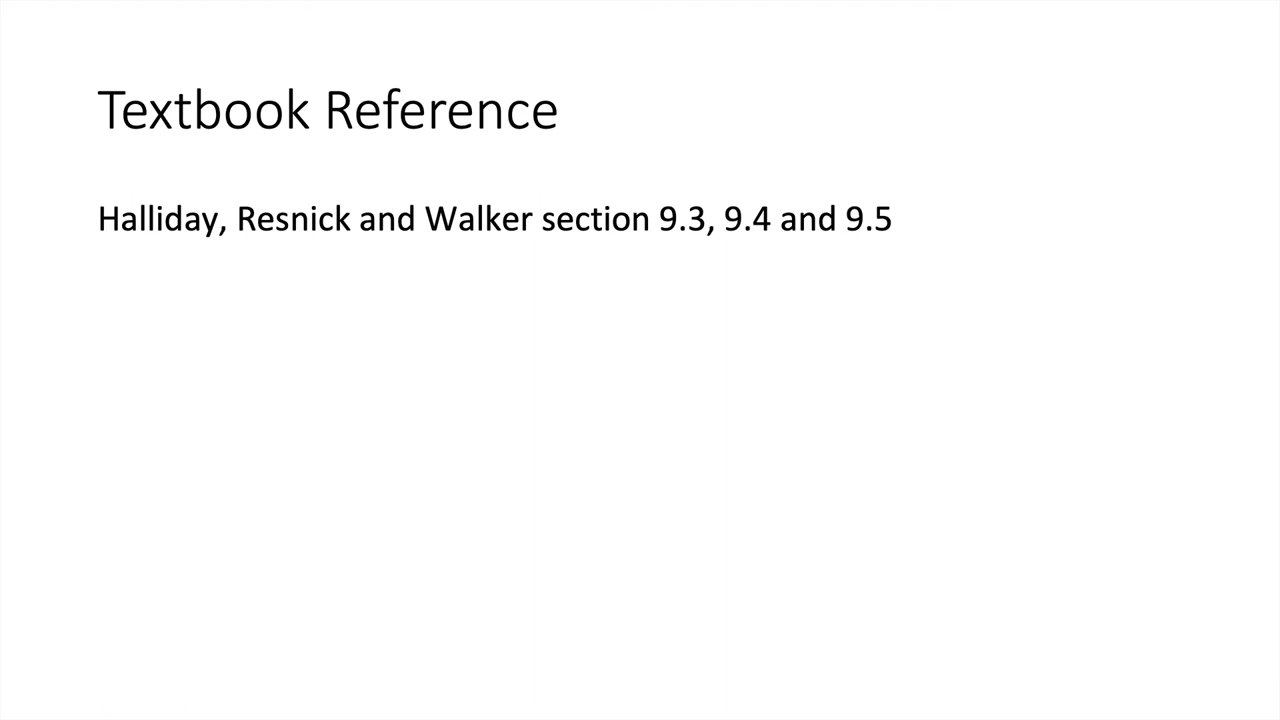 Textbook Reference
Halliday, Resnick and Walker section 9.3, 9.4 and 9.5